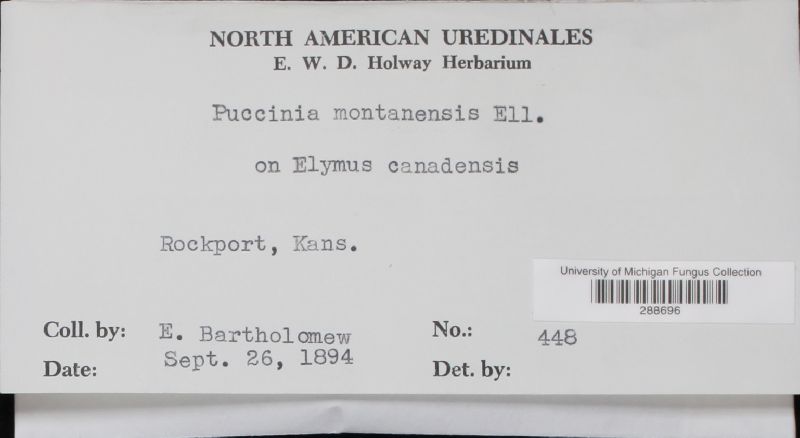 NORTH AMERICAN UREDINALES
E. W. D. Holway Herbarium
Puccinia montanensis Ell.
on Elymus canadensis
Rockport, Kans.
University of Michigan Fungus Collection
288696
Coll. by: E. Bartholomew No.: 448
Date: Sept. 26, 1894 Det. by: